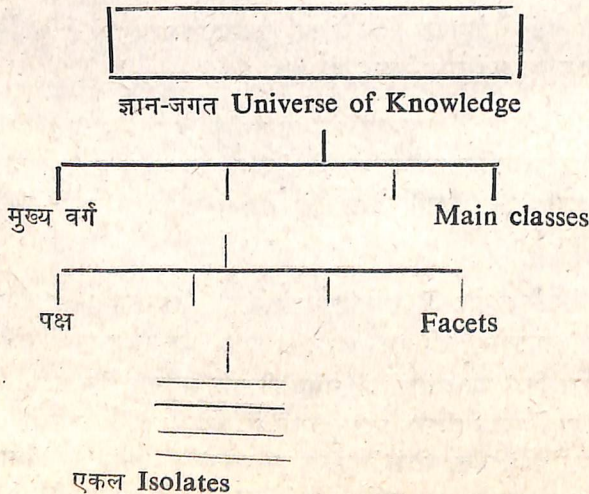 ज्ञान-जगत Universe of Knowledge
मुख्य वर्ग Main classes
पक्ष Facets
एकल Isolates